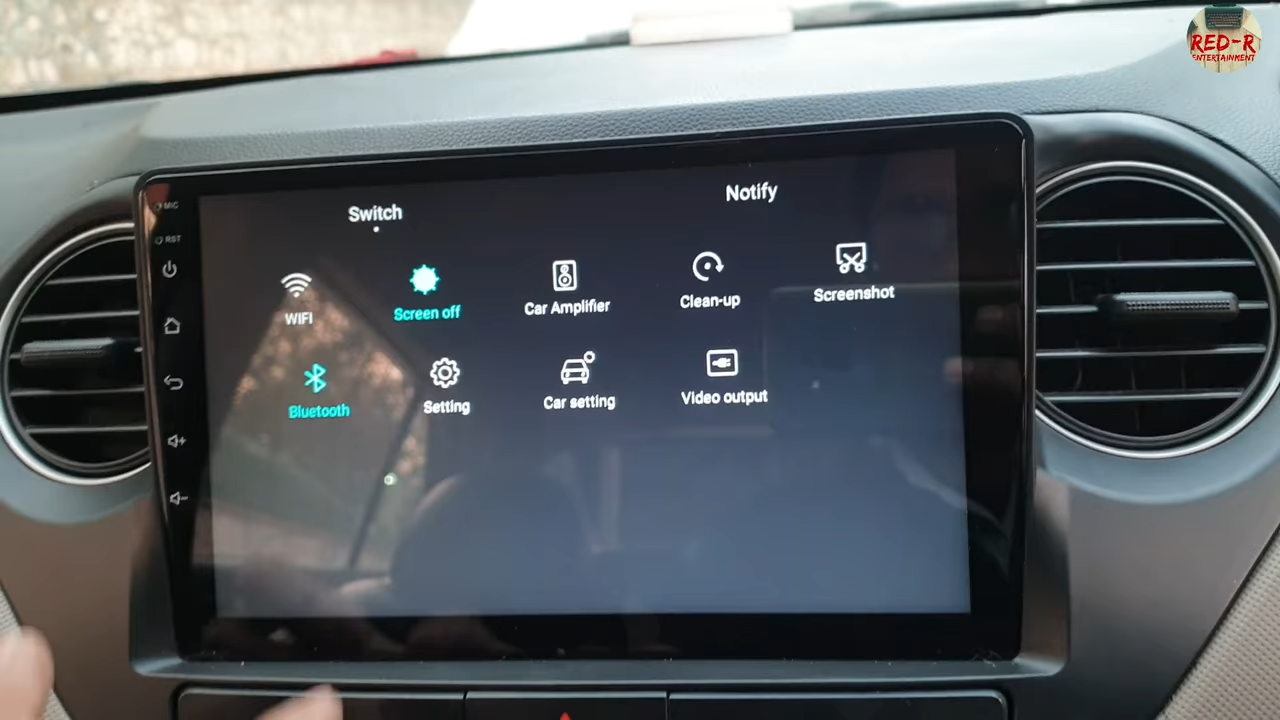 RED-R
ENTERTAINMENT
MIC
RST
Switch
Notify
WIFI
Screen off
Car Amplifier
Clean-up
Screenshot
Bluetooth
Setting
Car setting
Video output